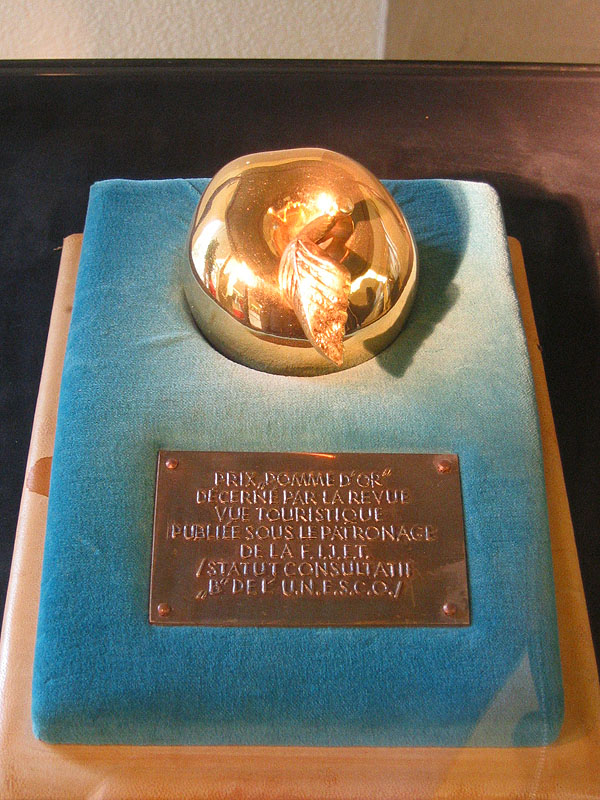 PRIX „POMME D'OR"
DÉCERNÉ PAR LA REVUE
VUE TOURISTIQUE
PUBLIÉE SOUS LE PATRONAGE
DE LA F.I.J.E.T.
/STATUT CONSULTATIF
„B" DE L' U.N.E.S.C.O./